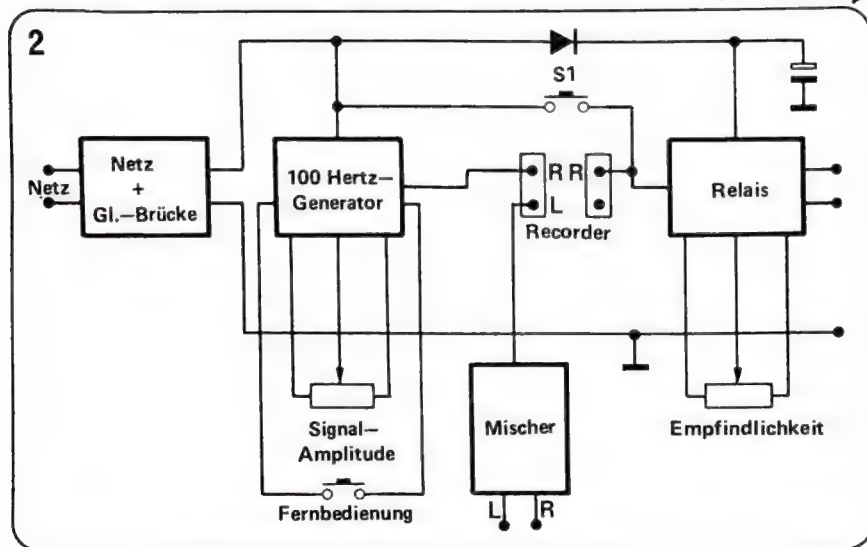 2
S1
Netz
Netz
+
Gl.—Brücke
100 Hertz—
Generator
R R
L
Recorder
Relais
Signal—
Amplitude
Fernbedienung
Mischer
L R
Empfindlichkeit